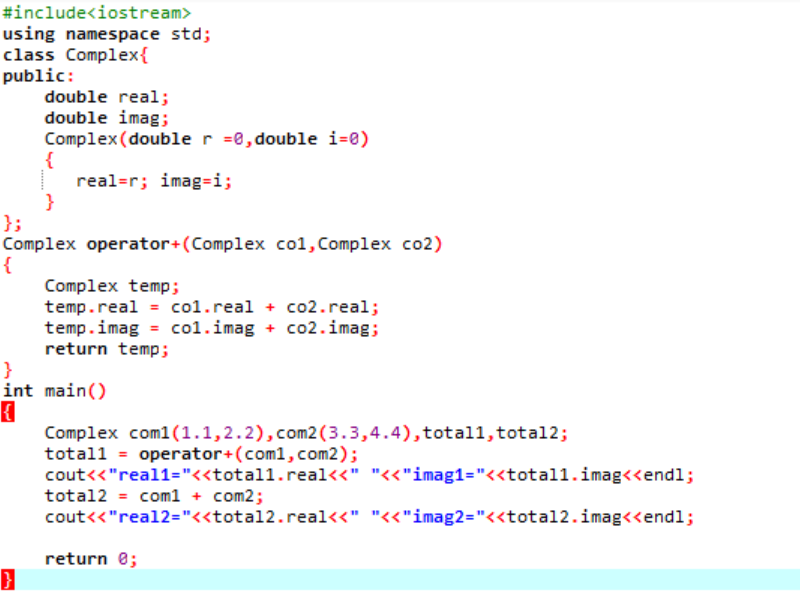 #include<iostream>
using namespace std;
class Complex{
public:
    double real;
    double imag;
    Complex(double r =0,double i=0)
    {
       real=r; imag=i;
    }
};
Complex operator+(Complex co1,Complex co2)
{
    Complex temp;
    temp.real = co1.real + co2.real;
    temp.imag = co1.imag + co2.imag;
    return temp;
}
int main()
{
    Complex com1(1.1,2.2),com2(3.3,4.4),total1,total2;
    total1 = operator+(com1,com2);
    cout<<"real1="<<total1.real<<" "<<"imag1="<<total1.imag<<endl;
    total2 = com1 + com2;
    cout<<"real2="<<total2.real<<" "<<"imag2="<<total2.imag<<endl;

    return 0;
}